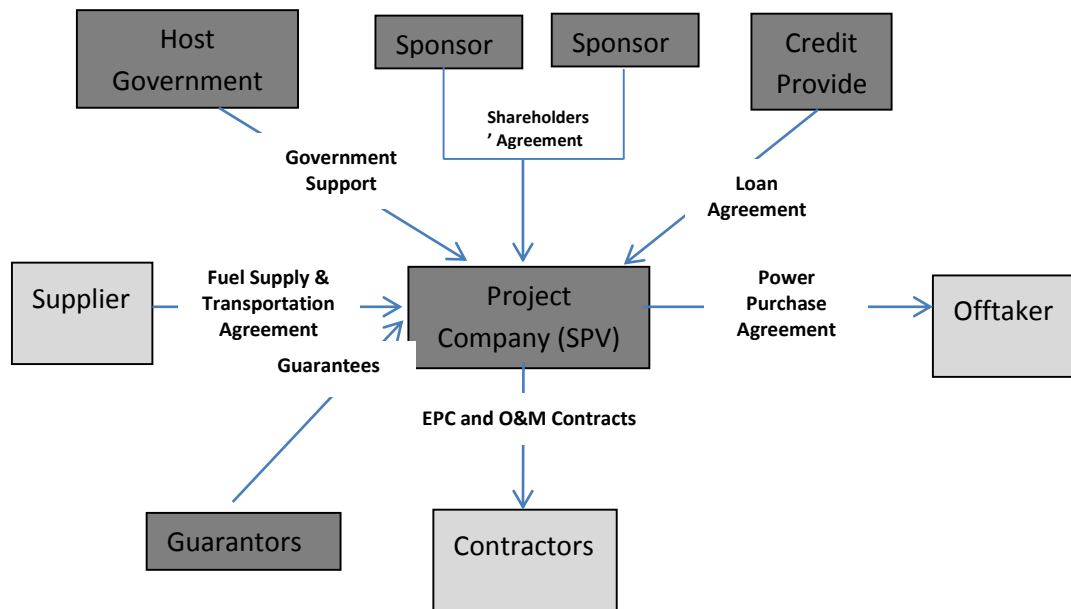 Host
Government
Sponsor
Sponsor
Credit
Provide
Shareholders
’ Agreement
Government
Support
Loan
Agreement
Supplier
Fuel Supply &
Transportation
Agreement
Project
Company (SPV)
Power
Purchase
Agreement
Offtaker
Guarantees
EPC and O&M Contracts
Guarantors
Contractors